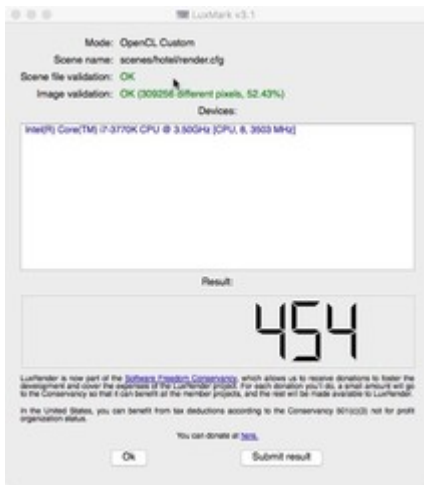 LuxMark v3.1
Mode: OpenCL Custom
Scene name: scenes/hotel/render.cfg
Scene file validation: OK
Image validation: OK (309256 different pixels, 52.43%)
Devices:
Intel(R) Core(TM) i7-3770K CPU @ 3.50GHz [CPU, 8, 3503 MHz]
Result:
454
LuxRender is now part of the Software Freedom Conservancy, which allows us to receive donations to foster the
development and cover the expenses of the LuxRender project. For each donation you'll do, a small amount will go
to the Conservancy so that it can benefit all the member projects, and the rest will be made available to LuxRender.
In the United States, you can benefit from tax deductions according to the Conservancy 501(c)(3) not for profit
organization status.
You can donate at here.
Ok Submit result